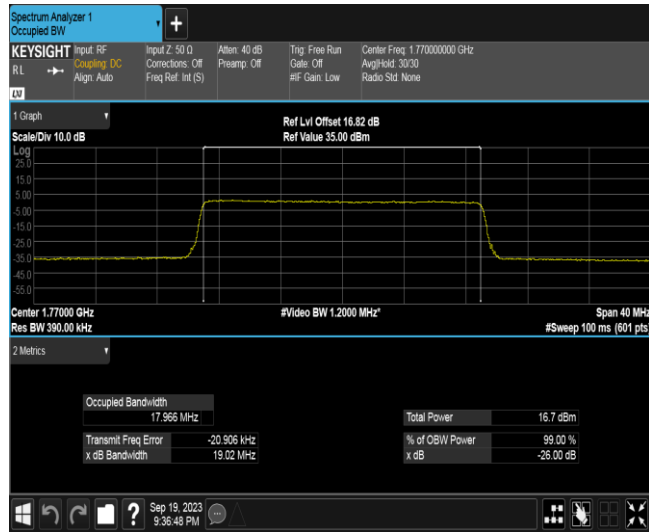 Spectrum Analyzer 1
Occupied BW
+
KEYSIGHT
RL
LXI
Input: RF
Coupling: DC
Align: Auto
Input Z: 50 Ω
Corrections: Off
Freq Ref: Int (S)
Atten: 40 dB
Preamp: Off
Trig: Free Run
Gate: Off
#IF Gain: Low
Center Freq: 1.770000000 GHz
Avg|Hold: 30/30
Radio Std: None
1 Graph
Scale/Div 10.0 dB
Ref Lvl Offset 16.82 dB
Ref Value 35.00 dBm
Log
25.0
15.0
5.00
-5.00
-15.0
-25.0
-35.0
-45.0
-55.0
Center 1.77000 GHz
Res BW 390.00 kHz
#Video BW 1.2000 MHz*
Span 40 MHz
#Sweep 100 ms (601 pts)
2 Metrics
Occupied Bandwidth
17.966 MHz
Transmit Freq Error -20.906 kHz
x dB Bandwidth 19.02 MHz
Total Power 16.7 dBm
% of OBW Power 99.00 %
x dB -26.00 dB
?
Sep 19, 2023
9:36:48 PM